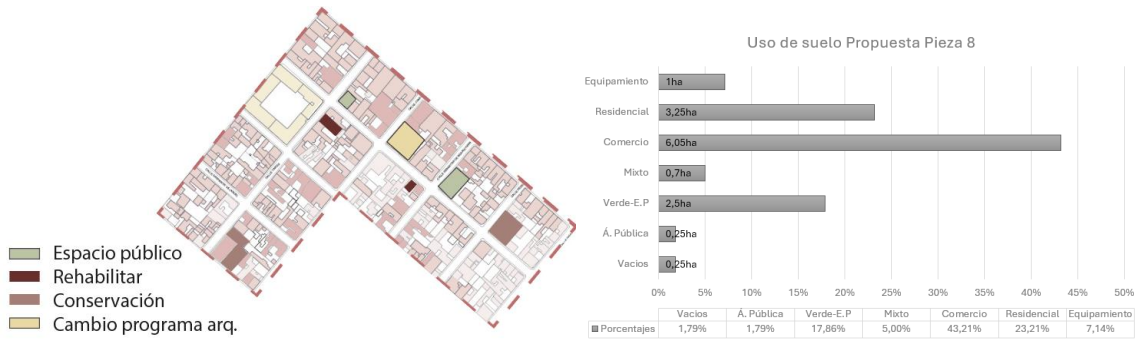 Espacio público
Rehabilitar
Conservación
Cambio programa arq.
Uso de suelo Propuesta Pieza 8
Equipamiento 1ha
Residencial 3,25ha
Comercio 6,05ha
Mixto 0,7ha
Verde-E.P 2,5ha
Á. Pública 0,25ha
Vacios 0,25ha
0% 5% 10% 15% 20% 25% 30% 35% 40% 45% 50%
Vacios Á. Pública Verde-E.P Mixto Comercio Residencial Equipamiento
Porcentajes 1,79% 1,79% 17,86% 5,00% 43,21% 23,21% 7,14%